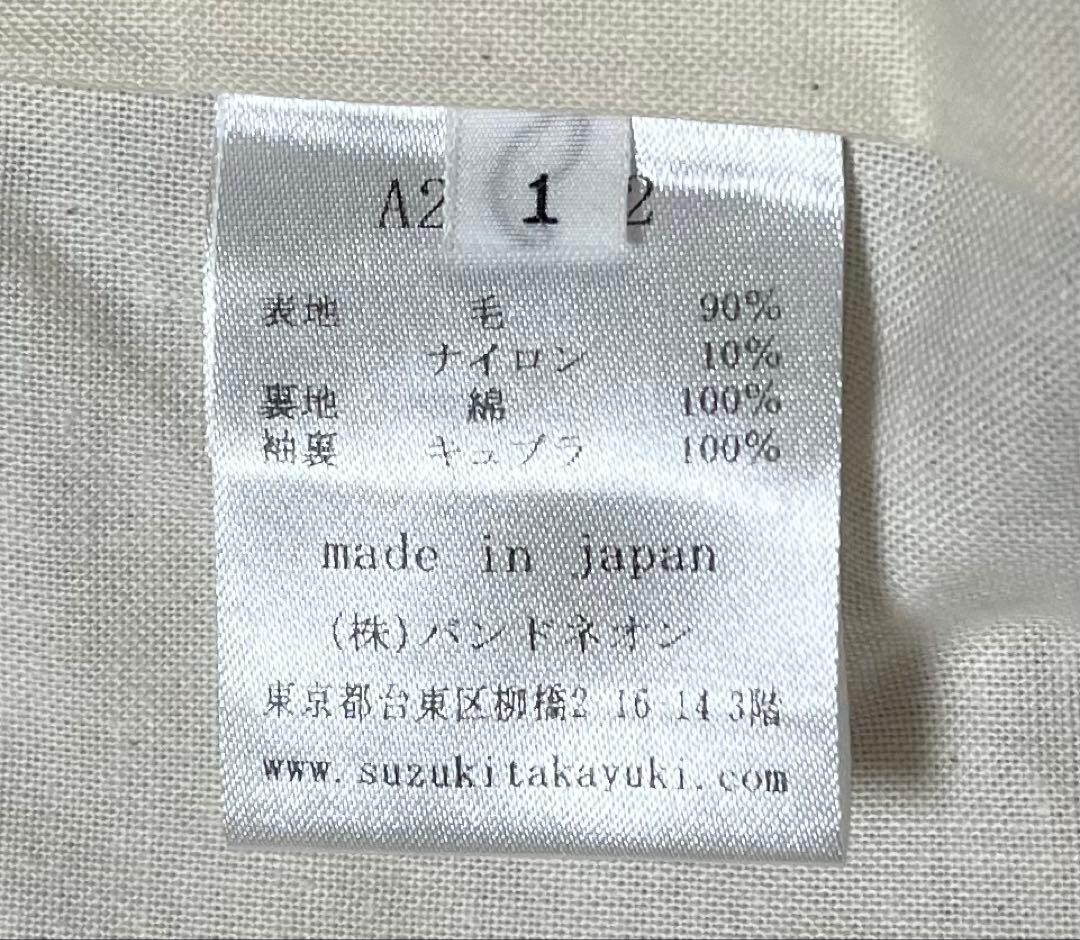 A2 1 2
表地 毛 90%
ナイロン 10%
裏地 綿 100%
袖裏 キュプラ 100%
made in japan
(株)バンドネオン
東京都台東区柳橋2-16-14 3階
www.suzukitakayuki.com